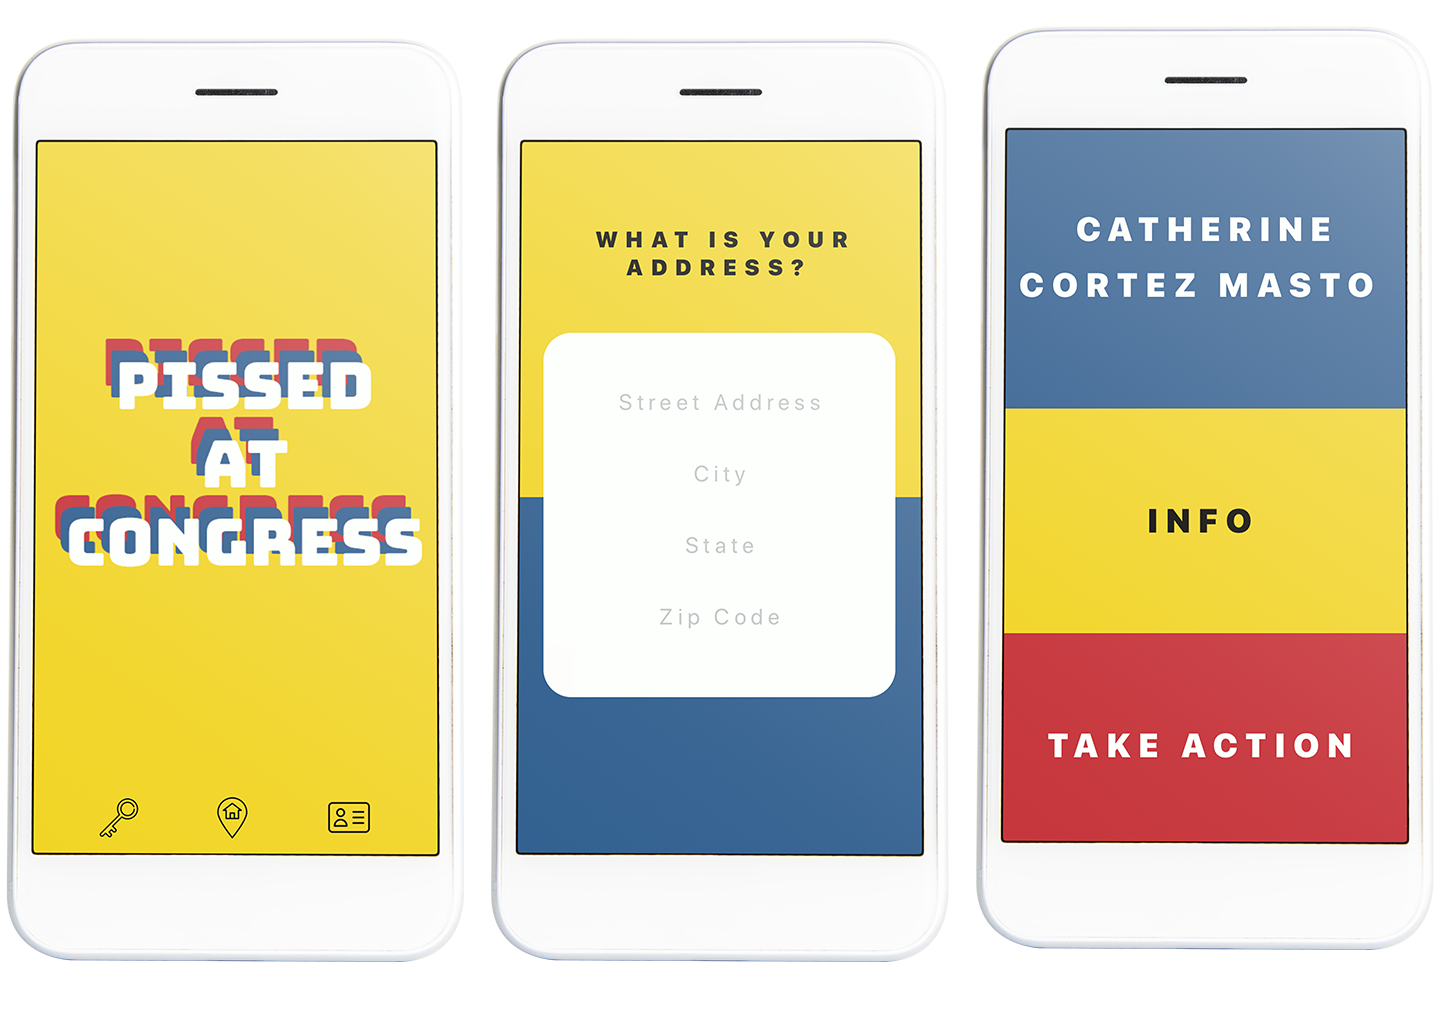 PISSED
AT
CONGRESS
WHAT IS YOUR
ADDRESS?
Street Address
City
State
Zip Code
CATHERINE
CORTEZ MASTO
INFO
TAKE ACTION